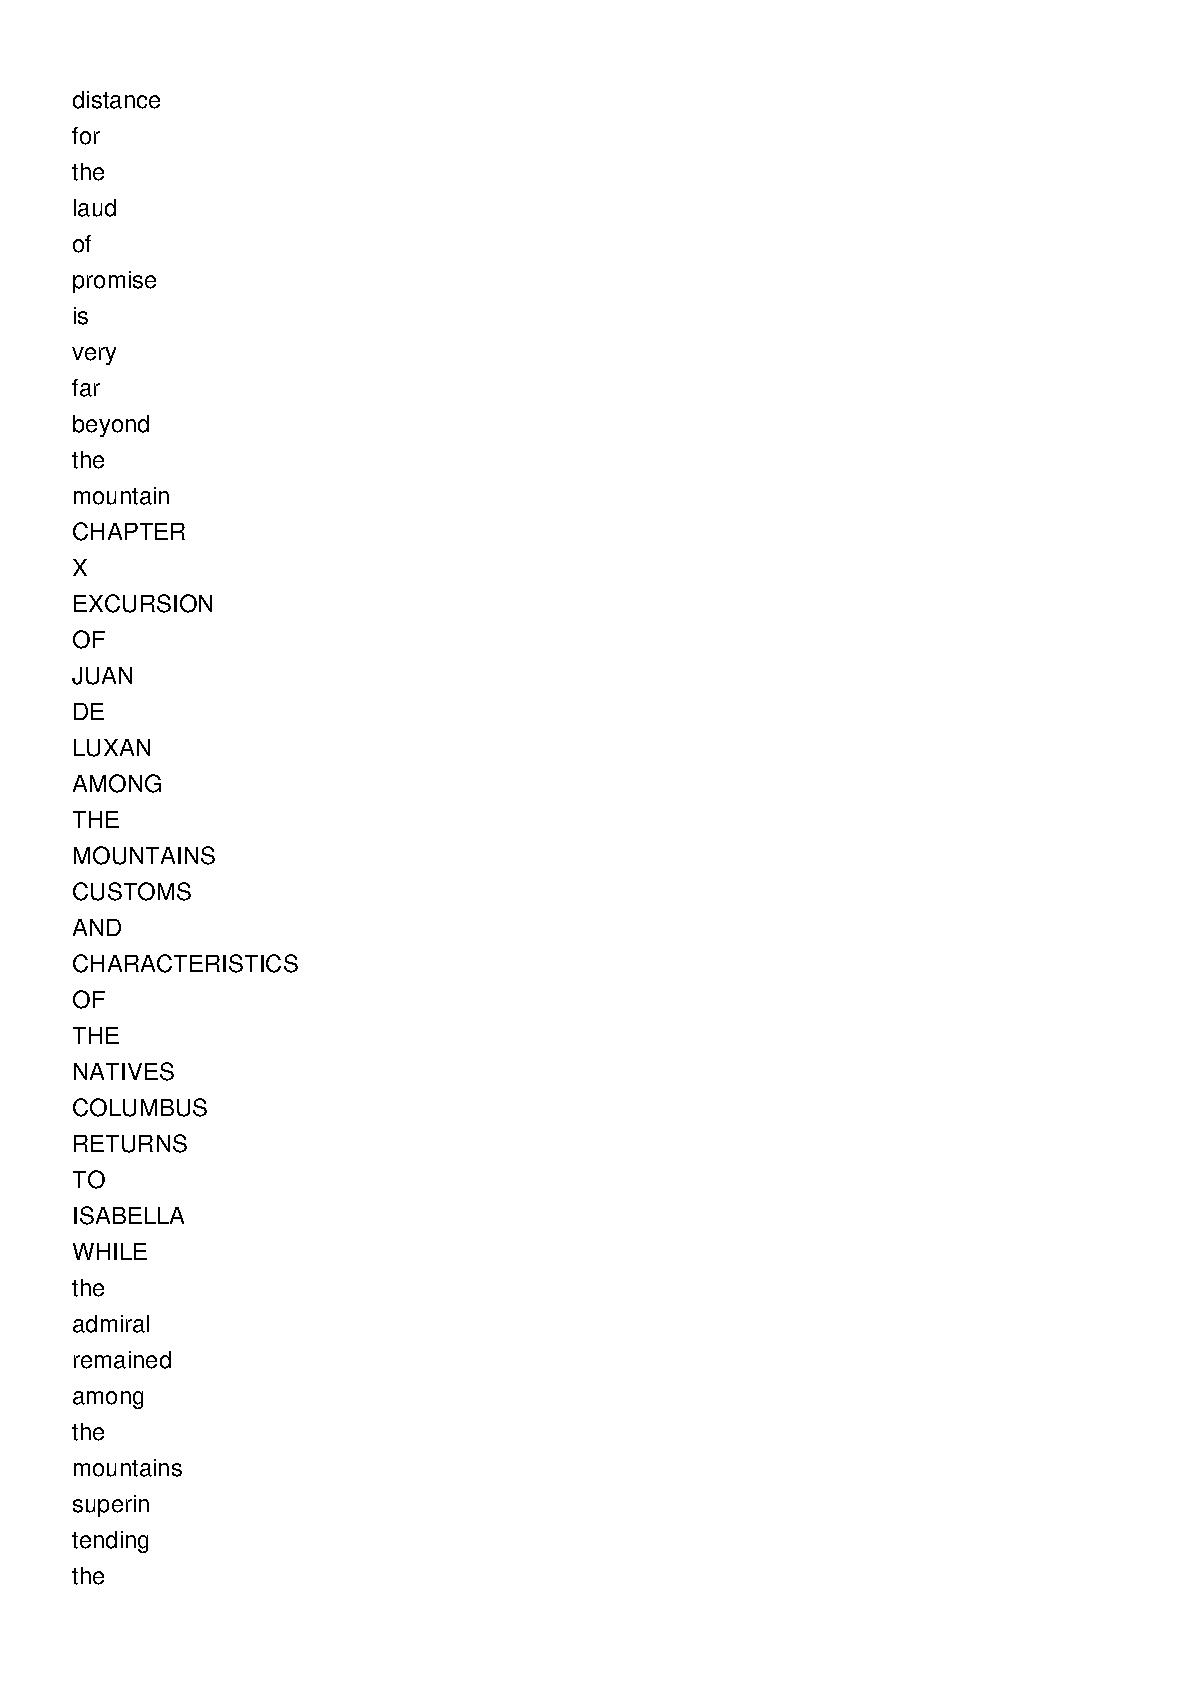 distance
for
the
laud
of
promise
is
very
far
beyond
the
mountain
CHAPTER
X
EXCURSION
OF
JUAN
DE
LUXAN
AMONG
THE
MOUNTAINS
CUSTOMS
AND
CHARACTERISTICS
OF
THE
NATIVES
COLUMBUS
RETURNS
TO
ISABELLA
WHILE
the
admiral
remained
among
the
mountains
superin
tending
the